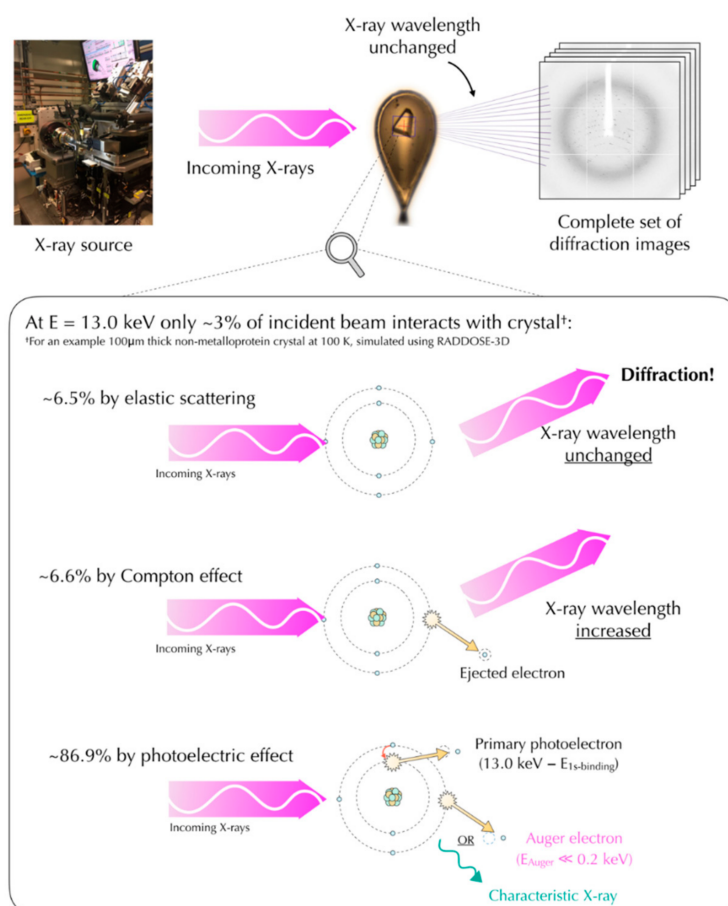 X-ray wavelength
unchanged
Incoming X-rays
X-ray source
Complete set of
diffraction images
At E = 13.0 keV only ~3% of incident beam interacts with crystal†:
†For an example 100µm thick non-metalloprotein crystal at 100 K, simulated using RADDOSE-3D
Diffraction!
~6.5% by elastic scattering
X-ray wavelength
unchanged
Incoming X-rays
~6.6% by Compton effect
X-ray wavelength
increased
Incoming X-rays
Ejected electron
~86.9% by photoelectric effect
Primary photoelectron
(13.0 keV – E1s-binding)
Incoming X-rays
OR
Auger electron
(EAuger ≪ 0.2 keV)
Characteristic X-ray